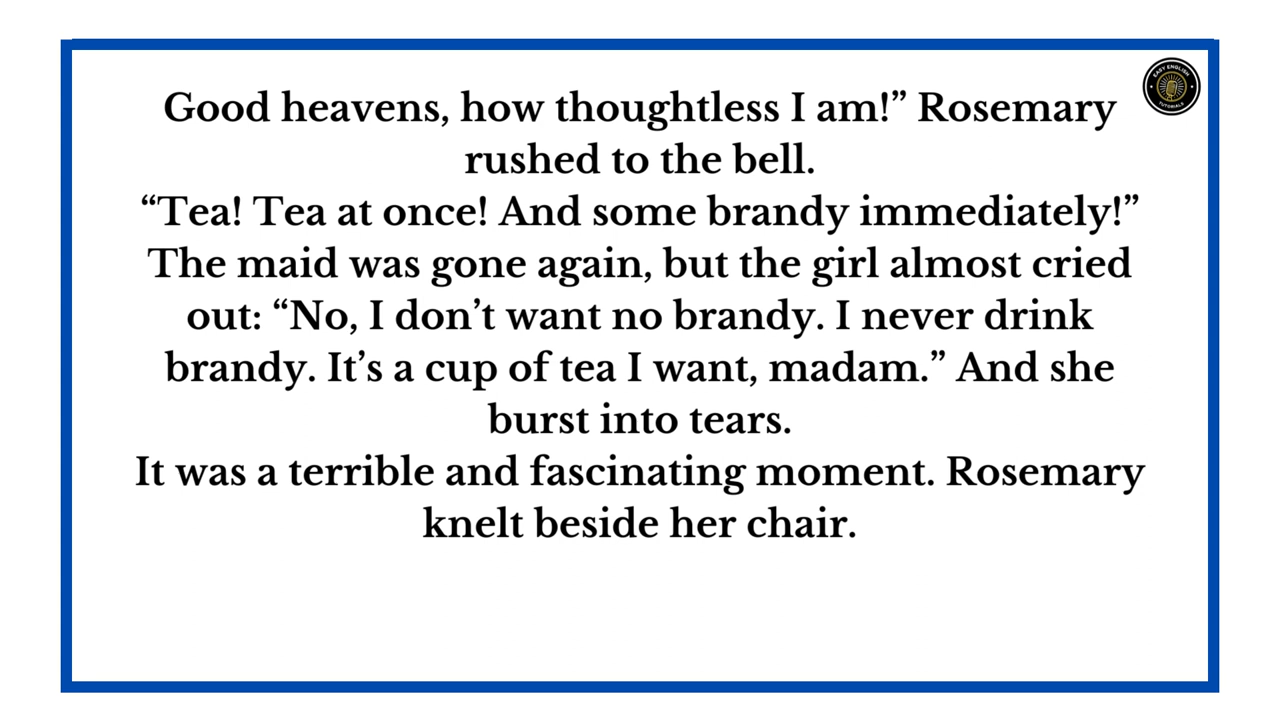 EASY ENGLISH
TUTORIALS
Good heavens, how thoughtless I am!” Rosemary
rushed to the bell.
“Tea! Tea at once! And some brandy immediately!”
The maid was gone again, but the girl almost cried
out: “No, I don’t want no brandy. I never drink
brandy. It’s a cup of tea I want, madam.” And she
burst into tears.
It was a terrible and fascinating moment. Rosemary
knelt beside her chair.